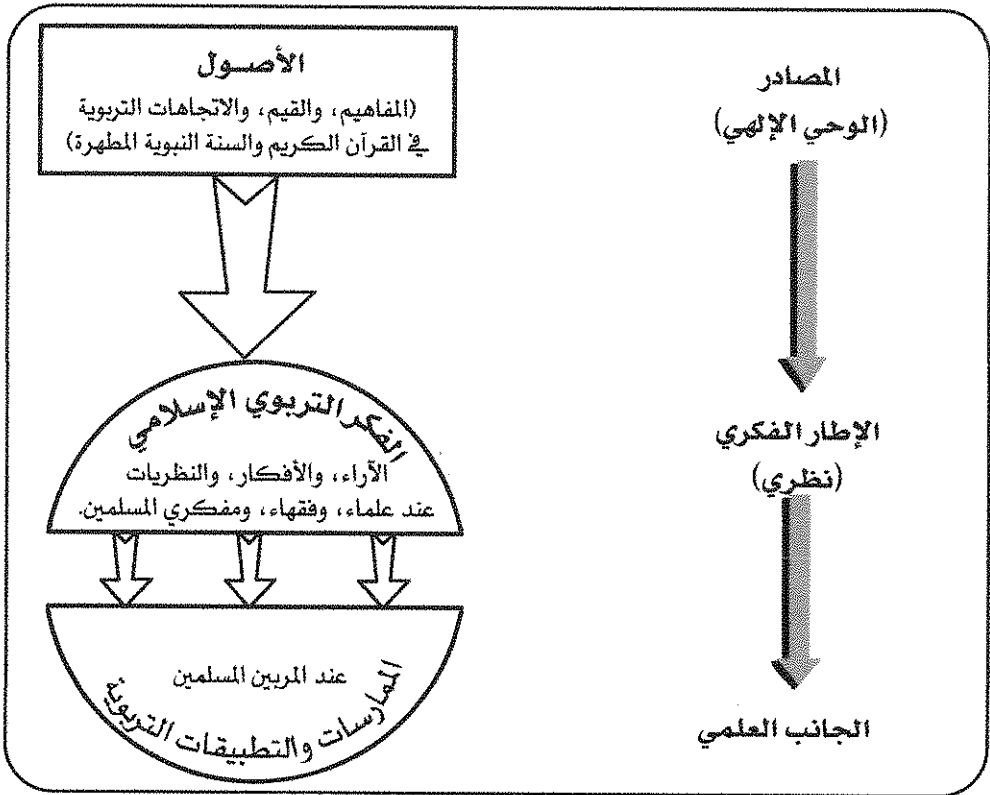 المصادر
(الوحي الإلهي)
الإطار الفكري
(نظري)
الجانب العلمي
الأصــول
(المفاهيم، والقيم، والاتجاهات التربوية
في القرآن الكريم والسنة النبوية المطهرة)
الفكر التربوي الإسلامي
الآراء، والأفكار، والنظريات
عند علماء، وفقهاء، ومفكري المسلمين.
عند المربين المسلمين
الممارسات والتطبيقات التربوية